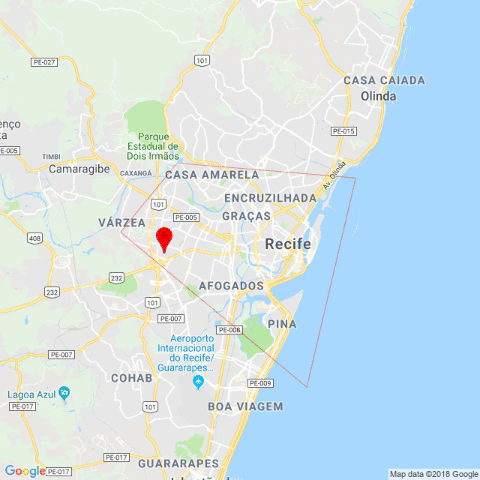 PE-027
101
CASA CAIADA
Olinda
PE-015
Parque
Estadual de
Dois Irmãos
PE-005
TIMBI
Camaragibe
CAXANGÁ
CASA AMARELA
Av. Olinda
101
ENCRUZILHADA
PE-005
GRAÇAS
VÁRZEA
408
Recife
232
AFOGADOS
232
PE-007
PINA
PE-008
Aeroporto
Internacional
do Recife/
Guararapes...
PE-007
COHAB
PE-009
Lagoa Azul
PE-017
101
BOA VIAGEM
PE-017
GUARARAPES
PE-017
Google
Map data ©2018 Google